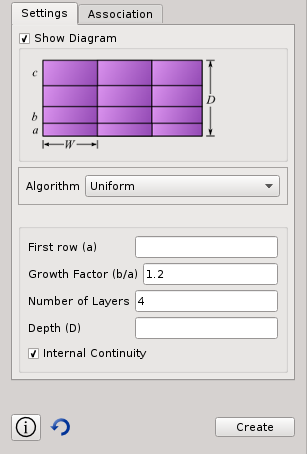 Settings Association
Show Diagram
c
b
a
D
W
Algorithm Uniform
First row (a)
Growth Factor (b/a) 1.2
Number of Layers 4
Depth (D)
Internal Continuity
i
Create